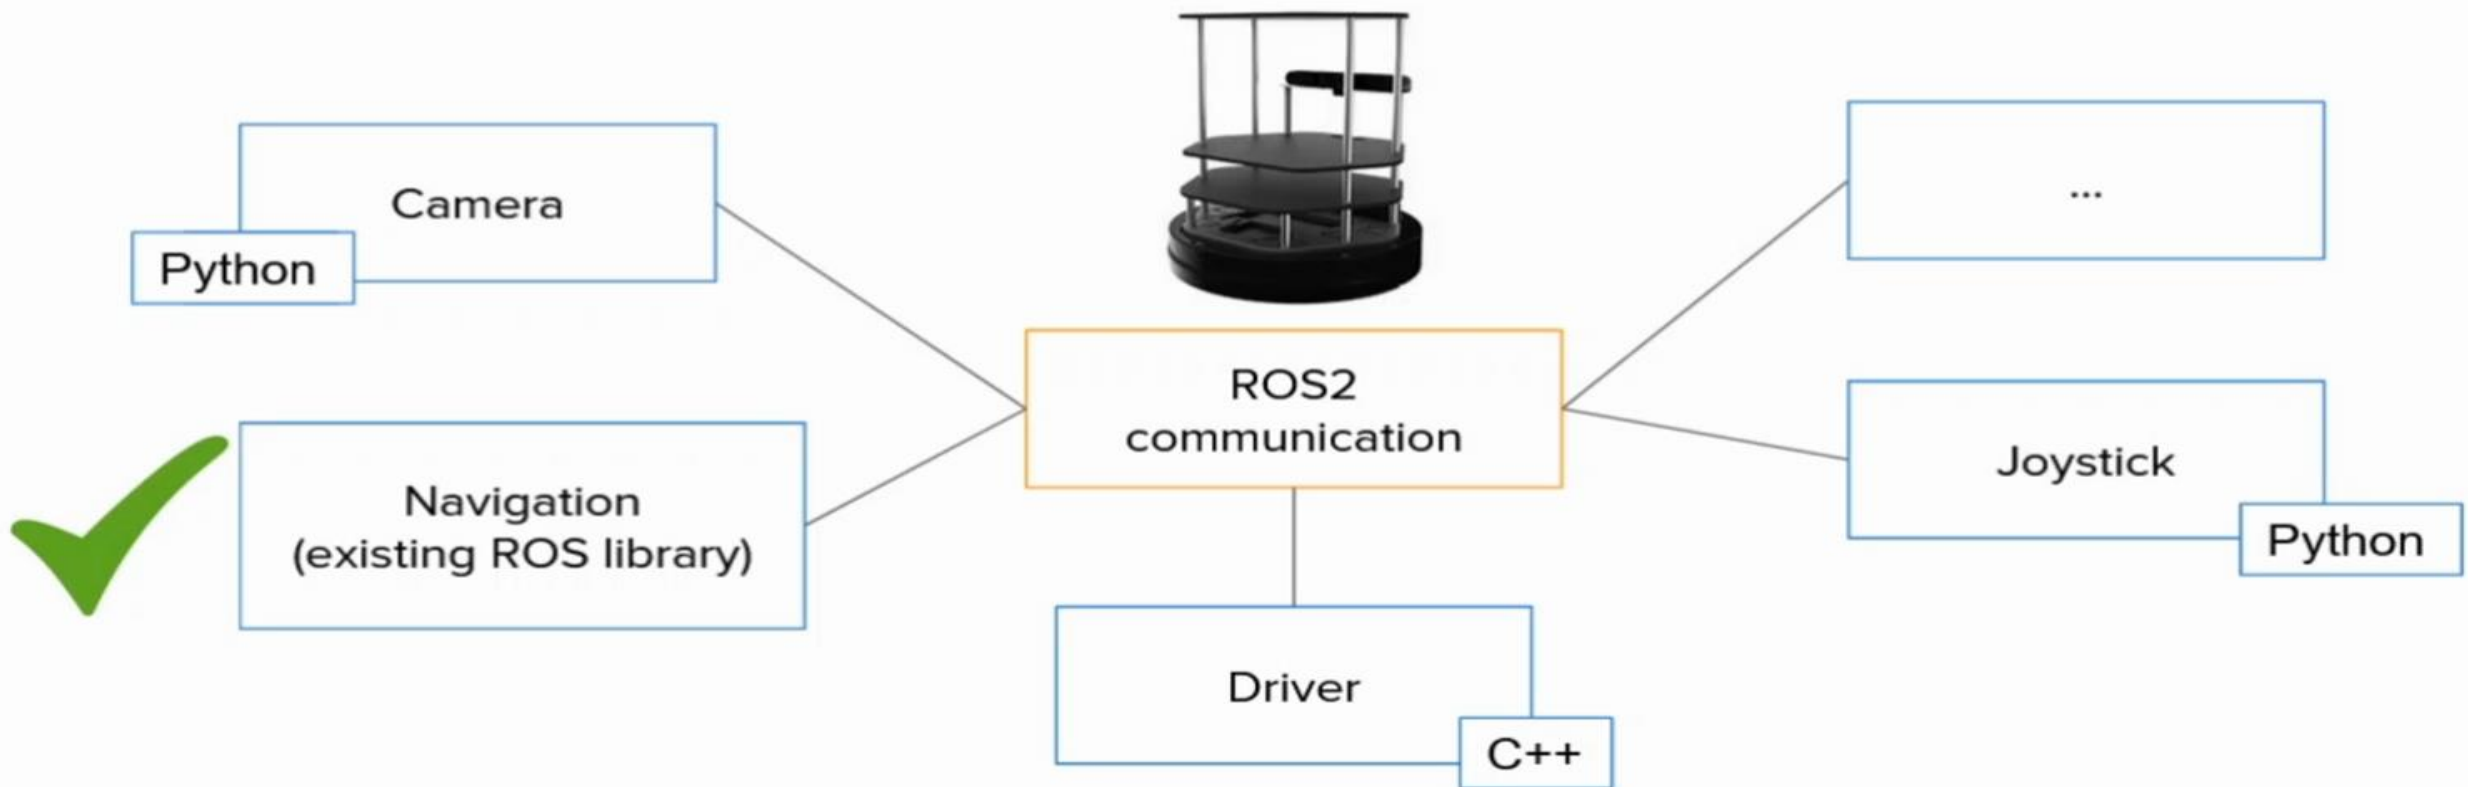 Camera
Python
Navigation
(existing ROS library)
ROS2
communication
Driver
C++
...
Joystick
Python